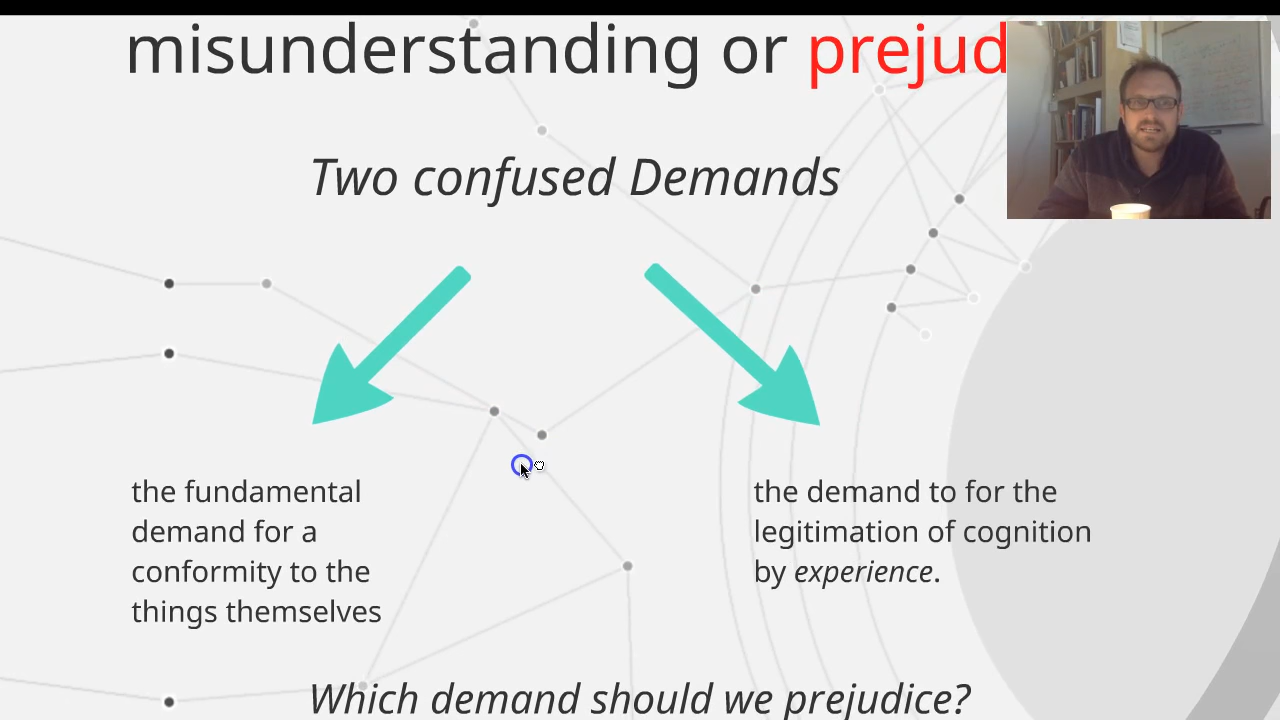 misunderstanding or prejud
Two confused Demands
the fundamental
demand for a
conformity to the
things themselves
the demand to for the
legitimation of cognition
by experience.
Which demand should we prejudice?